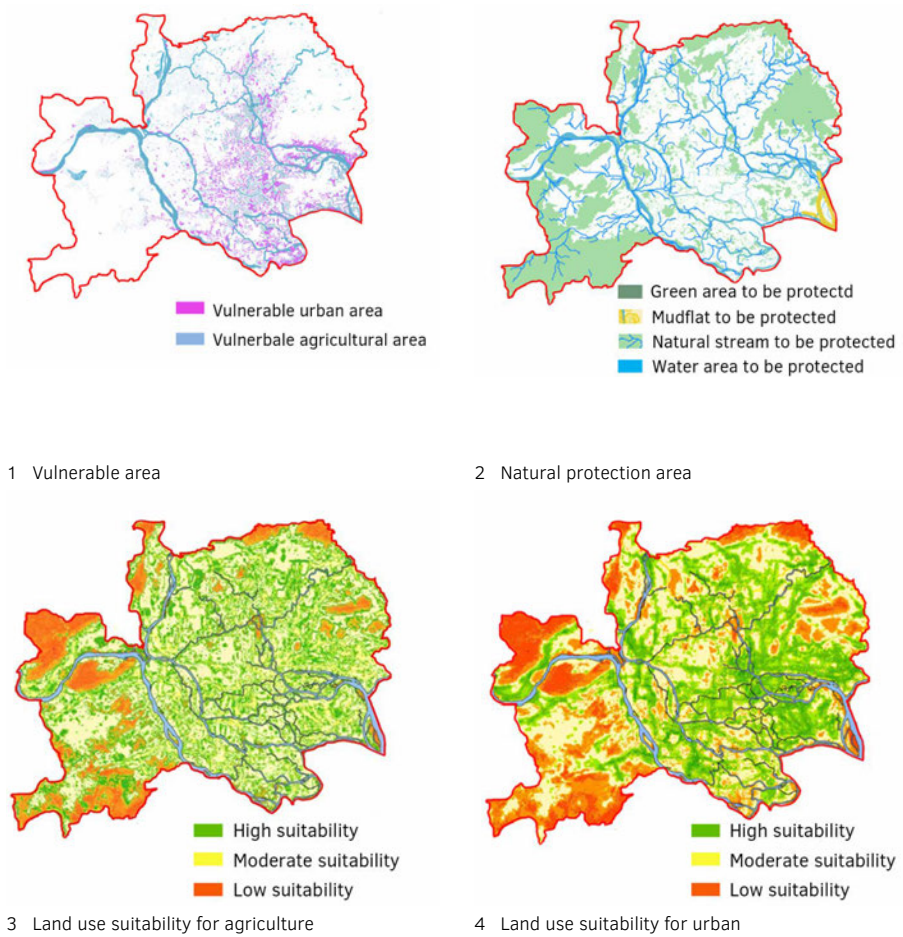 Vulnerable urban area
Vulnerbale agricultural area
Green area to be protectd
Mudflat to be protected
Natural stream to be protected
Water area to be protected
1 Vulnerable area
2 Natural protection area
High suitability
Moderate suitability
Low suitability
High suitability
Moderate suitability
Low suitability
3 Land use suitability for agriculture
4 Land use suitability for urban